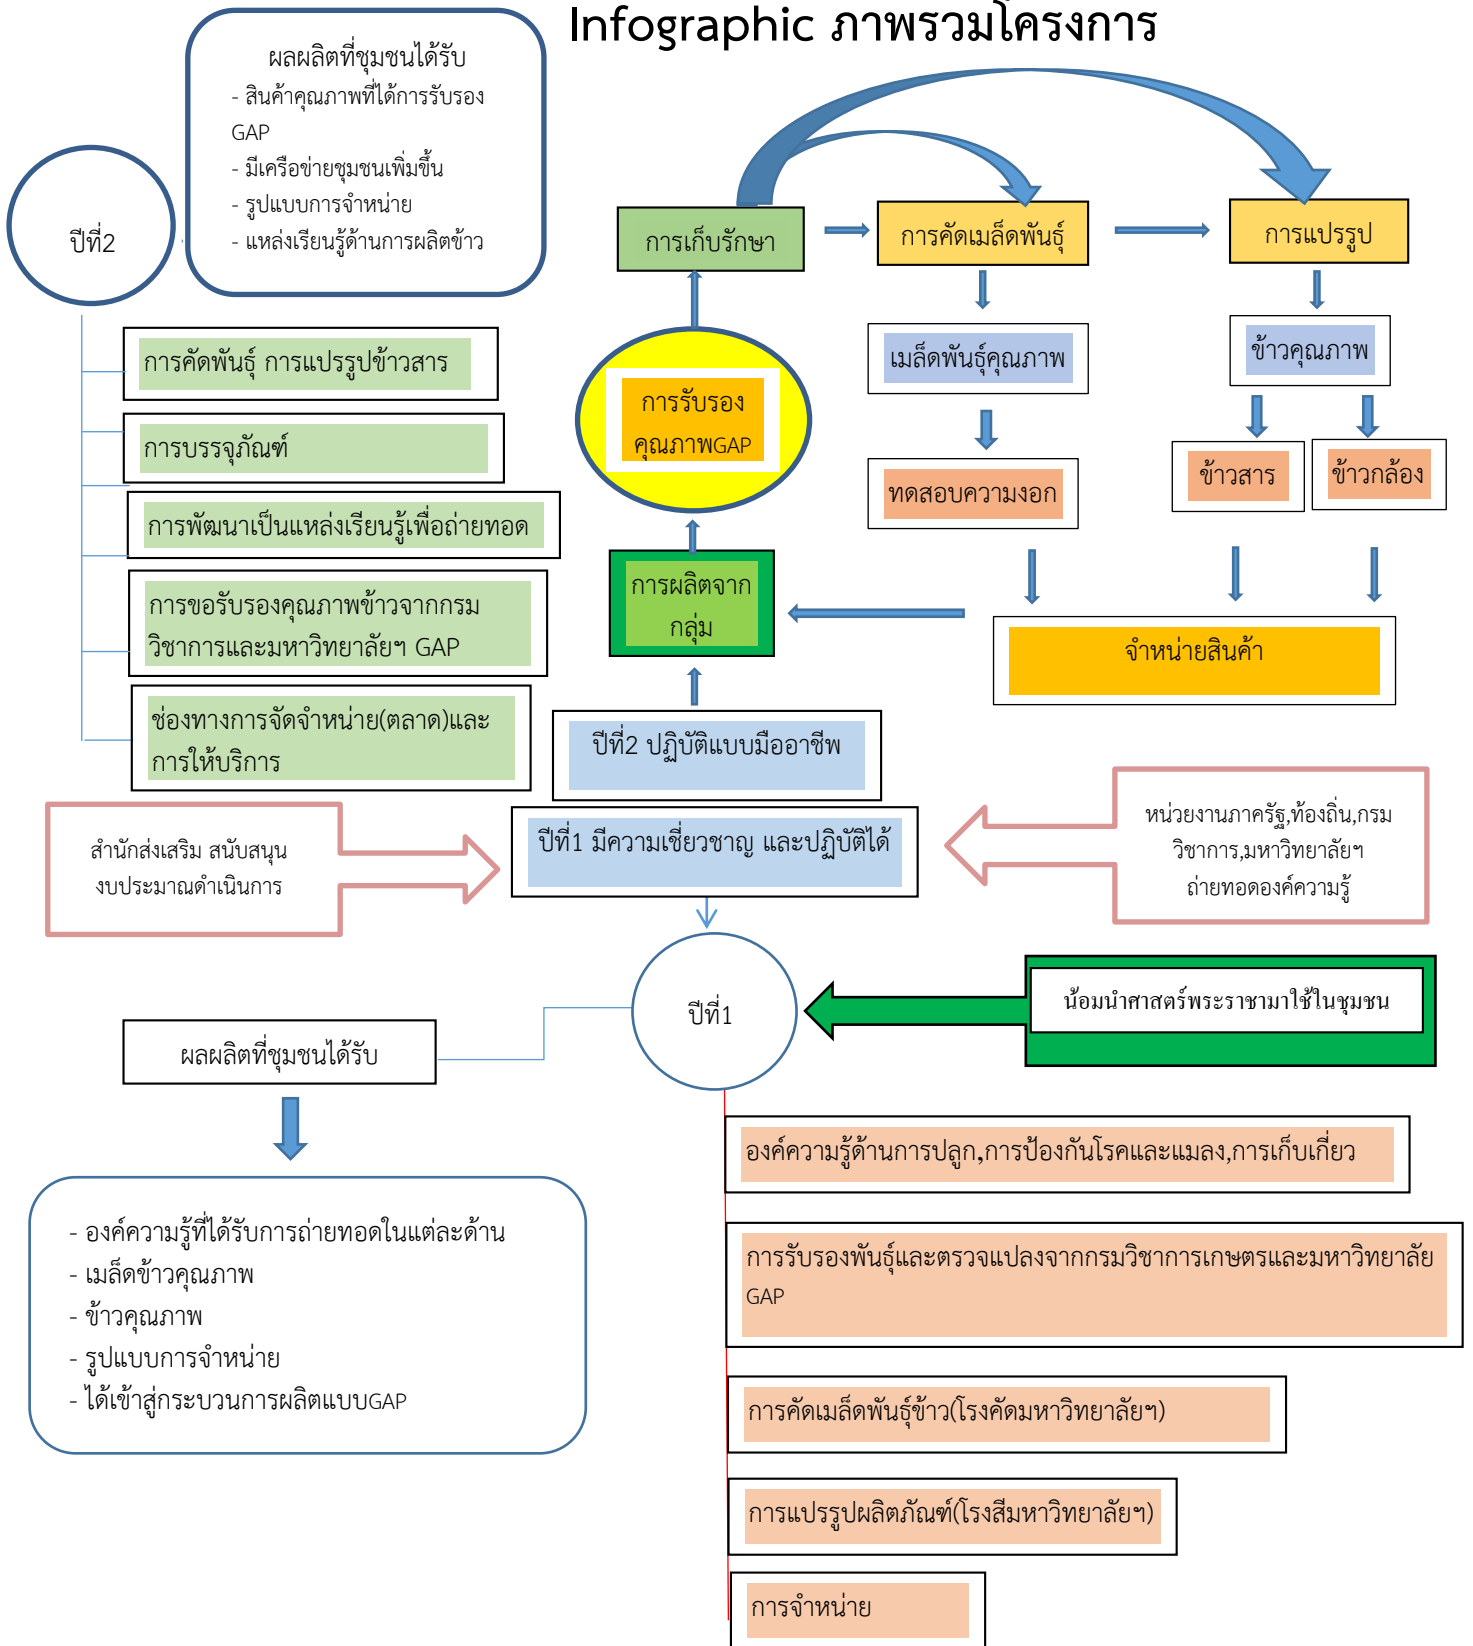 Infographic ภาพรวมโครงการ
ผลผลิตที่ชุมชนได้รับ
- สินค้าคุณภาพที่ได้การรับรอง
GAP
- มีเครือข่ายชุมชนเพิ่มขึ้น
- รูปแบบการจำหน่าย
- แหล่งเรียนรู้ด้านการผลิตข้าว
ปีที่2
การเก็บรักษา
การคัดเมล็ดพันธุ์
การแปรรูป
การคัดพันธุ์ การแปรรูปข้าวสาร
การบรรจุภัณฑ์
การพัฒนาเป็นแหล่งเรียนรู้เพื่อถ่ายทอด
การขอรับรองคุณภาพข้าวจากกรม
วิชาการและมหาวิทยาลัยฯ GAP
ช่องทางการจัดจำหน่าย(ตลาด)และ
การให้บริการ
การรับรอง
คุณภาพGAP
เมล็ดพันธุ์คุณภาพ
ข้าวคุณภาพ
ทดสอบความงอก
ข้าวสาร
ข้าวกล้อง
การผลิตจาก
กลุ่ม
จำหน่ายสินค้า
ปีที่2 ปฏิบัติแบบมืออาชีพ
ปีที่1 มีความเชี่ยวชาญ และปฏิบัติได้
สำนักส่งเสริม สนับสนุน
งบประมาณดำเนินการ
หน่วยงานภาครัฐ,ท้องถิ่น,กรม
วิชาการ,มหาวิทยาลัยฯ
ถ่ายทอดองค์ความรู้
ปีที่1
น้อมนำศาสตร์พระราชามาใช้ในชุมชน
ผลผลิตที่ชุมชนได้รับ
- องค์ความรู้ที่ได้รับการถ่ายทอดในแต่ละด้าน
- เมล็ดข้าวคุณภาพ
- ข้าวคุณภาพ
- รูปแบบการจำหน่าย
- ได้เข้าสู่กระบวนการผลิตแบบGAP
องค์ความรู้ด้านการปลูก,การป้องกันโรคและแมลง,การเก็บเกี่ยว
การรับรองพันธุ์และตรวจแปลงจากกรมวิชาการเกษตรและมหาวิทยาลัย
GAP
การคัดเมล็ดพันธุ์ข้าว(โรงคัดมหาวิทยาลัยฯ)
การแปรรูปผลิตภัณฑ์(โรงสีมหาวิทยาลัยฯ)
การจำหน่าย